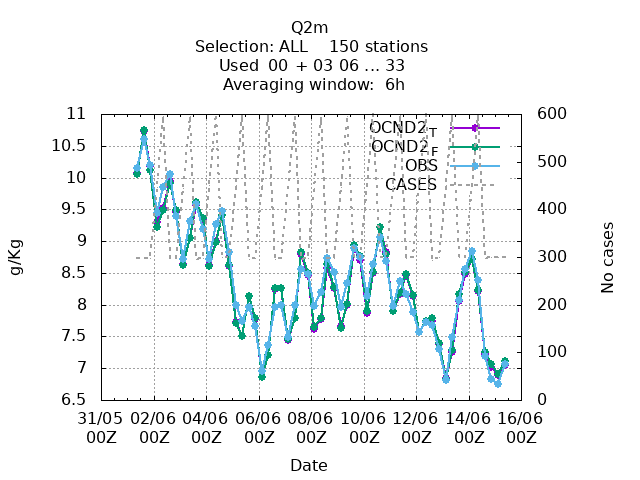 Q2m
Selection: ALL    150 stations
Used  00  + 03 06 ... 33
Averaging window:  6h
OCND2_T
OCND2_F
OBS
CASES
g/Kg
11
10.5
10
9.5
9
8.5
8
7.5
7
6.5
600
500
400
300
200
100
0
No cases
31/05 02/06 04/06 06/06 08/06 10/06 12/06 14/06 16/06
00Z 00Z 00Z 00Z 00Z 00Z 00Z 00Z 00Z
Date